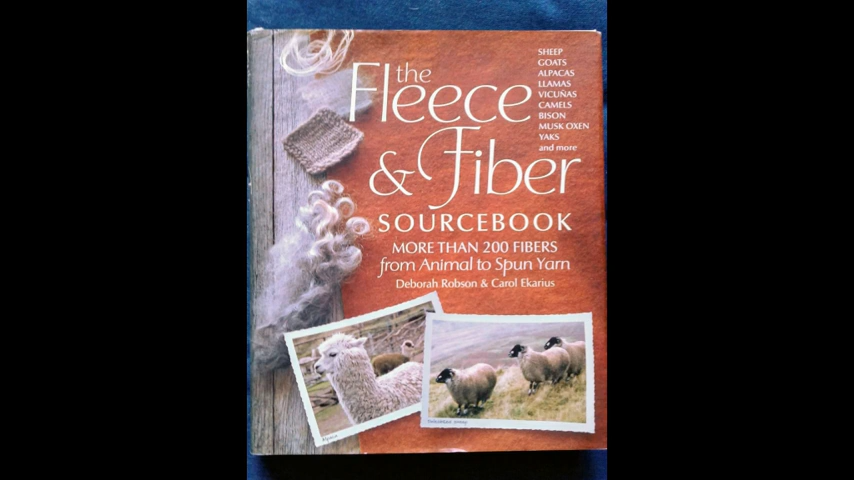 the
Fleece
& Fiber
SOURCEBOOK
MORE THAN 200 FIBERS
from Animal to Spun Yarn
Deborah Robson & Carol Ekarius
SHEEP
GOATS
ALPACAS
LLAMAS
VICUÑAS
CAMELS
BISON
MUSK OXEN
YAKS
and more
Alpaca